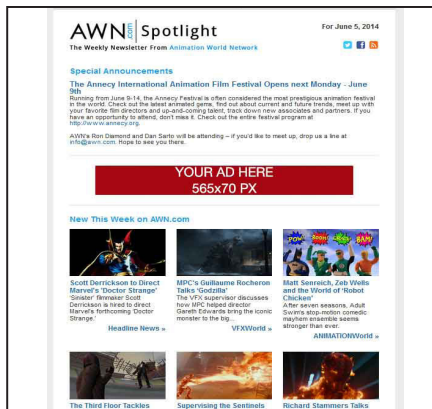 AWN.com | Spotlight
For June 5, 2014
The Weekly Newsletter From Animation World Network
Special Announcements
The Annecy International Animation Film Festival Opens next Monday - June
9th
Running from June 9-14, the Annecy Festival is often considered the most prestigious animation festival
in the world. Check out the latest animated gems, find out about current and future trends, meet up with
your favorite film directors and up-and-coming talent, track down new associates and partners. If you
have an opportunity to attend, don't miss it. Check out the entire festival program at
http://www.annecy.org.
AWN's Ron Diamond and Dan Sarto will be attending – if you'd like to meet up, drop us a line at
info@awn.com. Hope to see you there.
YOUR AD HERE
565x70 PX
New This Week on AWN.com
POW! ROOM! GLASS! BAM!
Scott Derrickson to Direct
Marvel's 'Doctor Strange'
'Sinister' filmmaker Scott
Derrickson is hired to direct
Marvel's forthcoming 'Doctor
Strange.'
Headline News »
MPC's Guillaume Rocheron
Talks 'Godzilla'
The VFX supervisor discusses
how MPC helped director
Gareth Edwards bring the iconic
monster to the big...
VFXWorld »
Matt Senreich, Zeb Wells
and the World of 'Robot
Chicken'
After seven seasons, Adult
Swim's stop-motion comedic
mayhem ensemble seems
stronger than ever.
ANIMATIONWorld »
The Third Floor Tackles
Supervising the Sentinels
Richard Stammers Talks